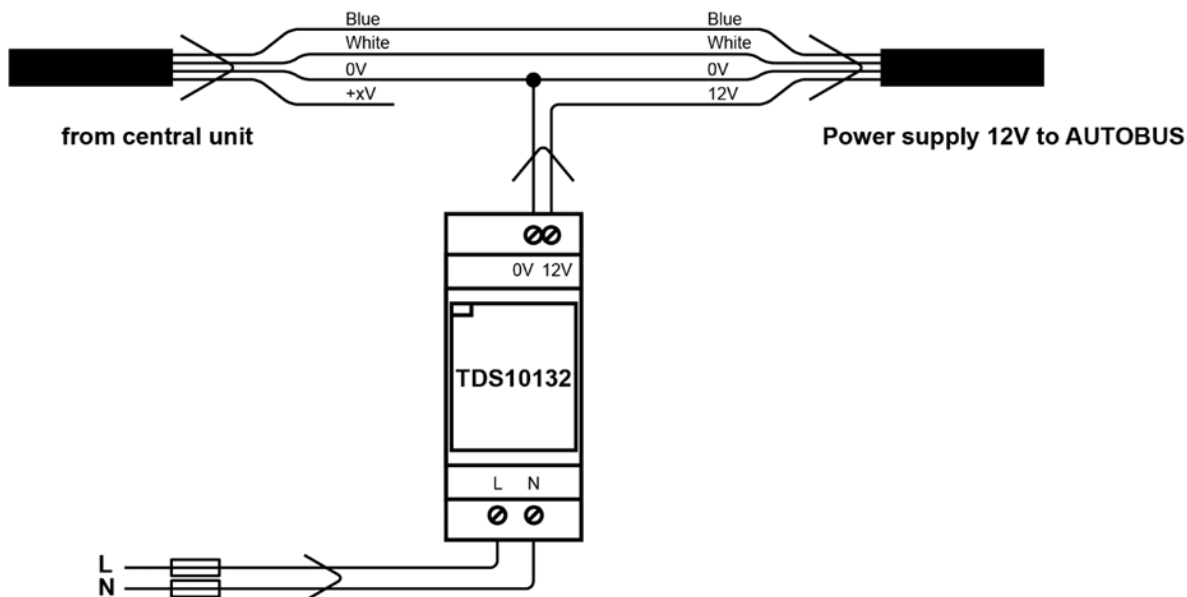 Blue Blue
White White
0V 0V
+xV 12V
from central unit Power supply 12V to AUTOBUS
0V 12V
TDS10132
L N
L
N